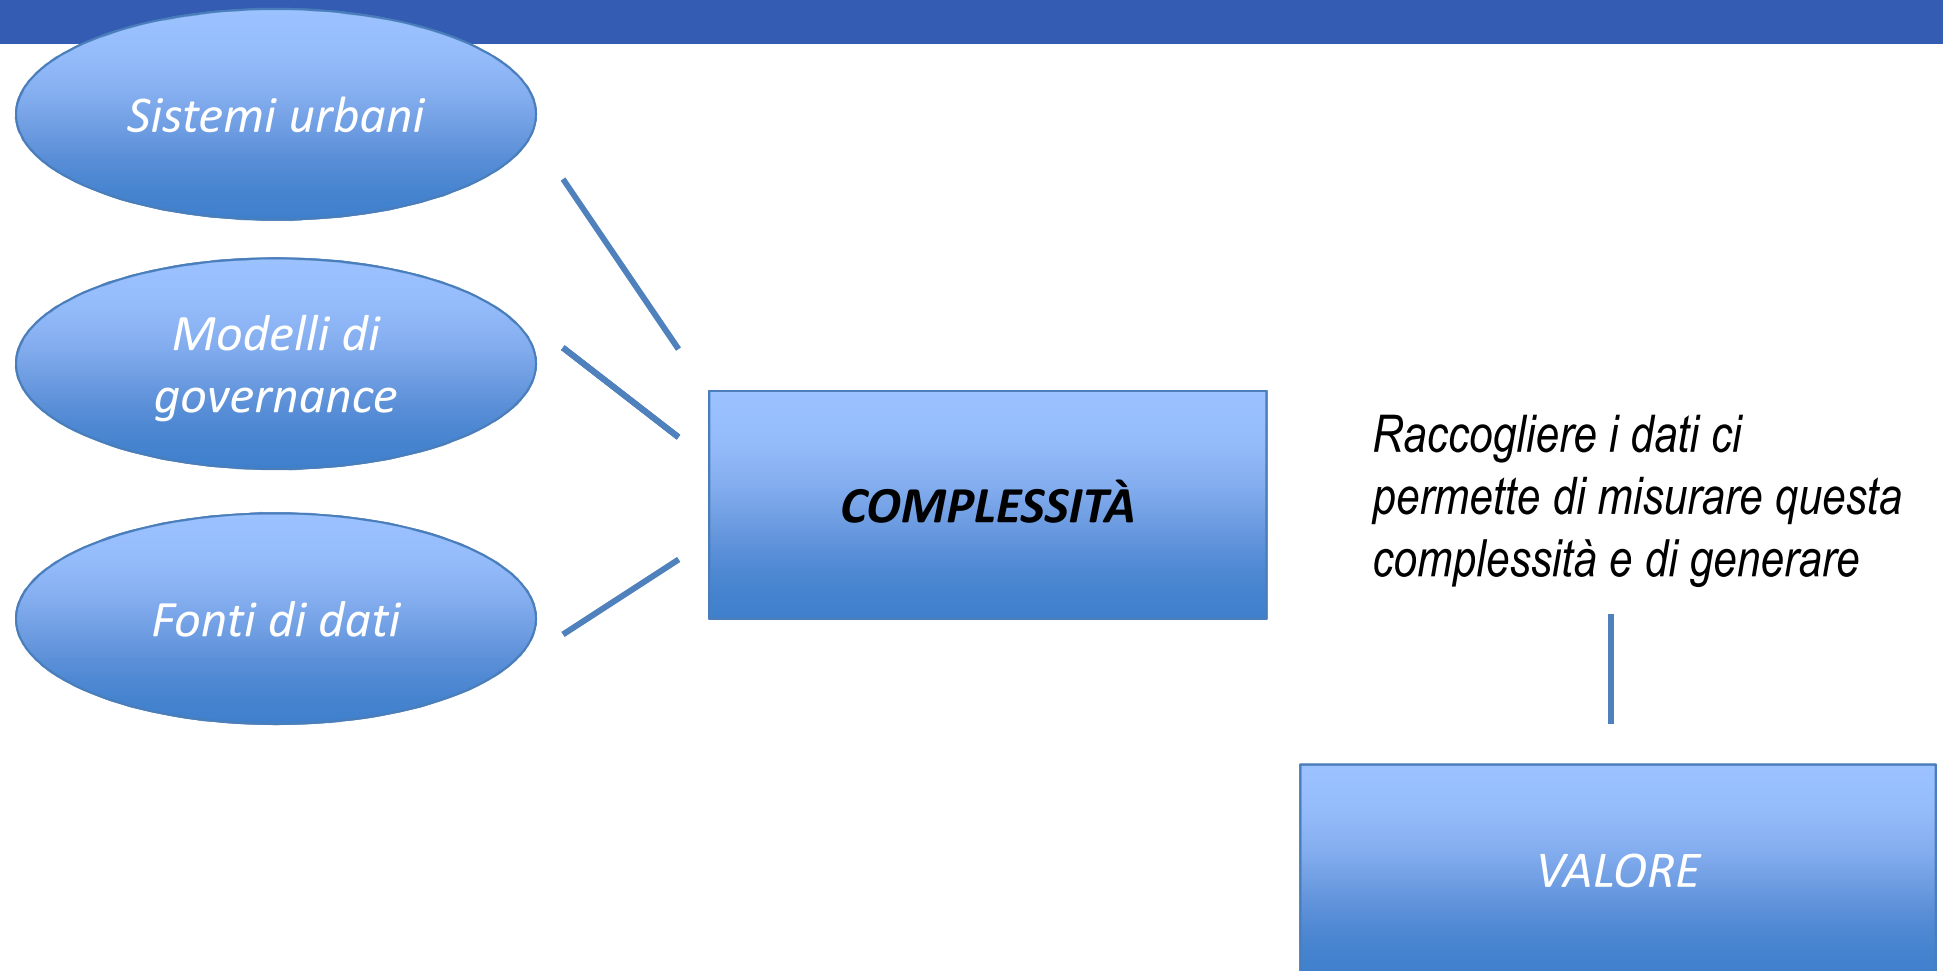 Sistemi urbani
Modelli di
governance
Fonti di dati
COMPLESSITÀ
Raccogliere i dati ci
permette di misurare questa
complessità e di generare
VALORE